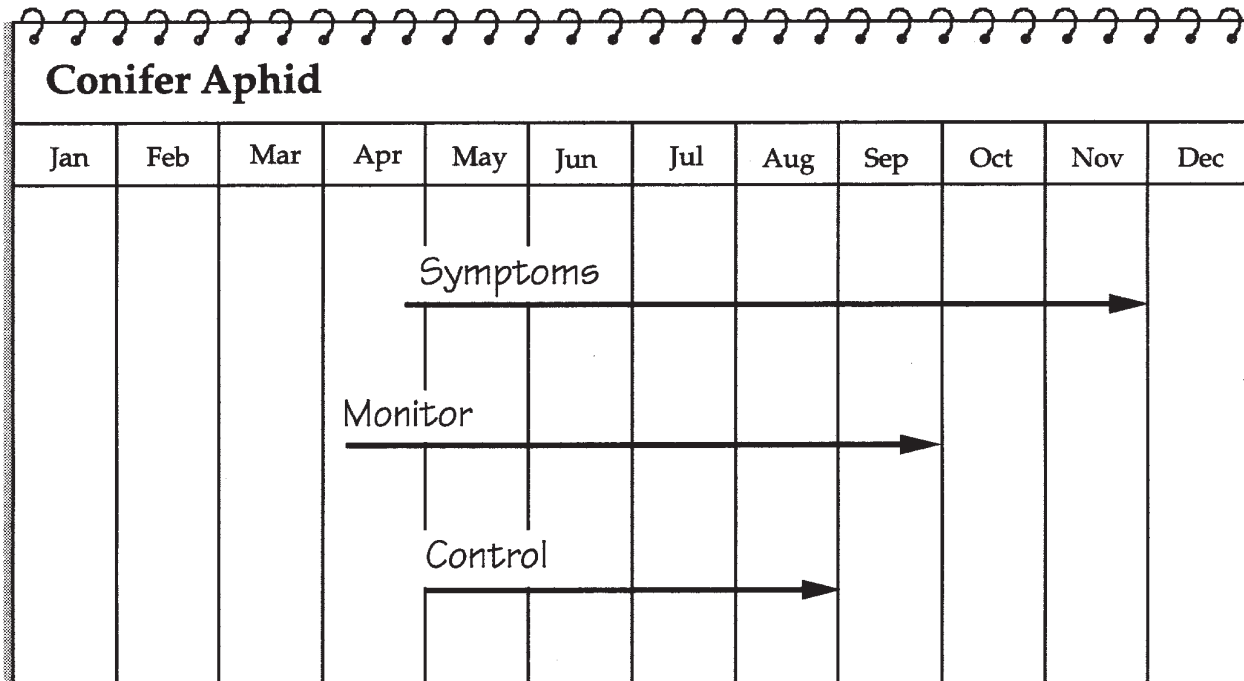 Conifer Aphid
Jan Feb Mar Apr May Jun Jul Aug Sep Oct Nov Dec
Symptoms
Monitor
Control